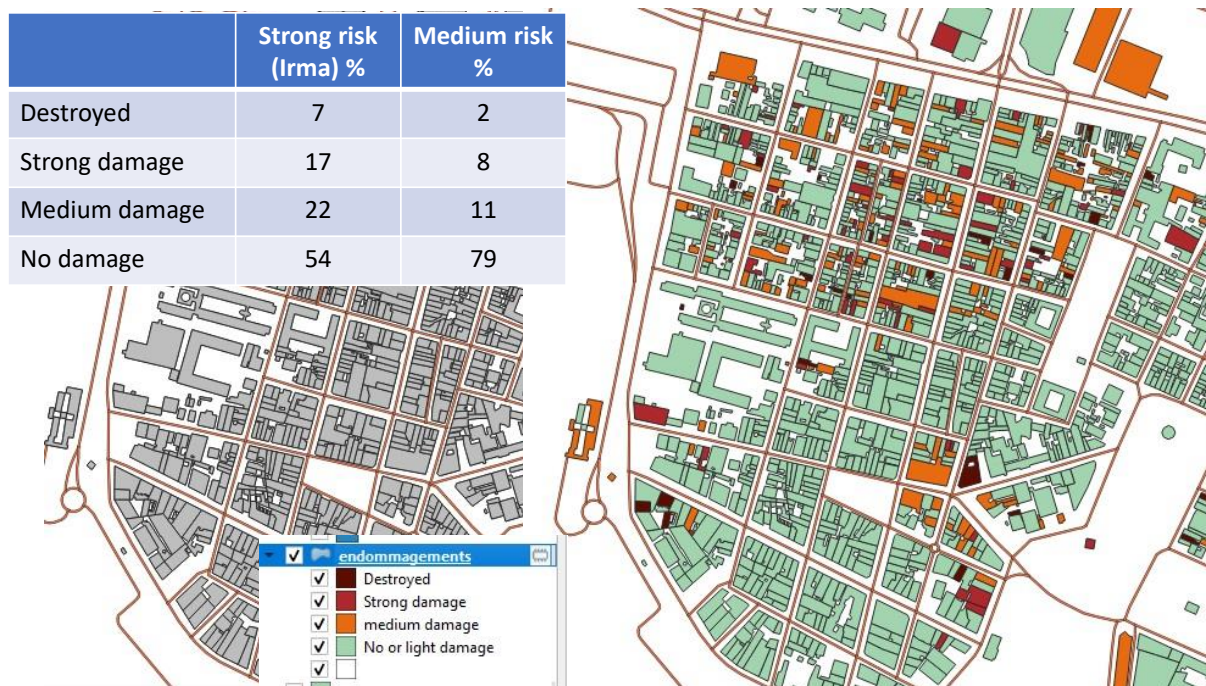 Strong risk (Irma) %
Medium risk %
Destroyed 7 2
Strong damage 17 8
Medium damage 22 11
No damage 54 79
endommagements
Destroyed
Strong damage
medium damage
No or light damage